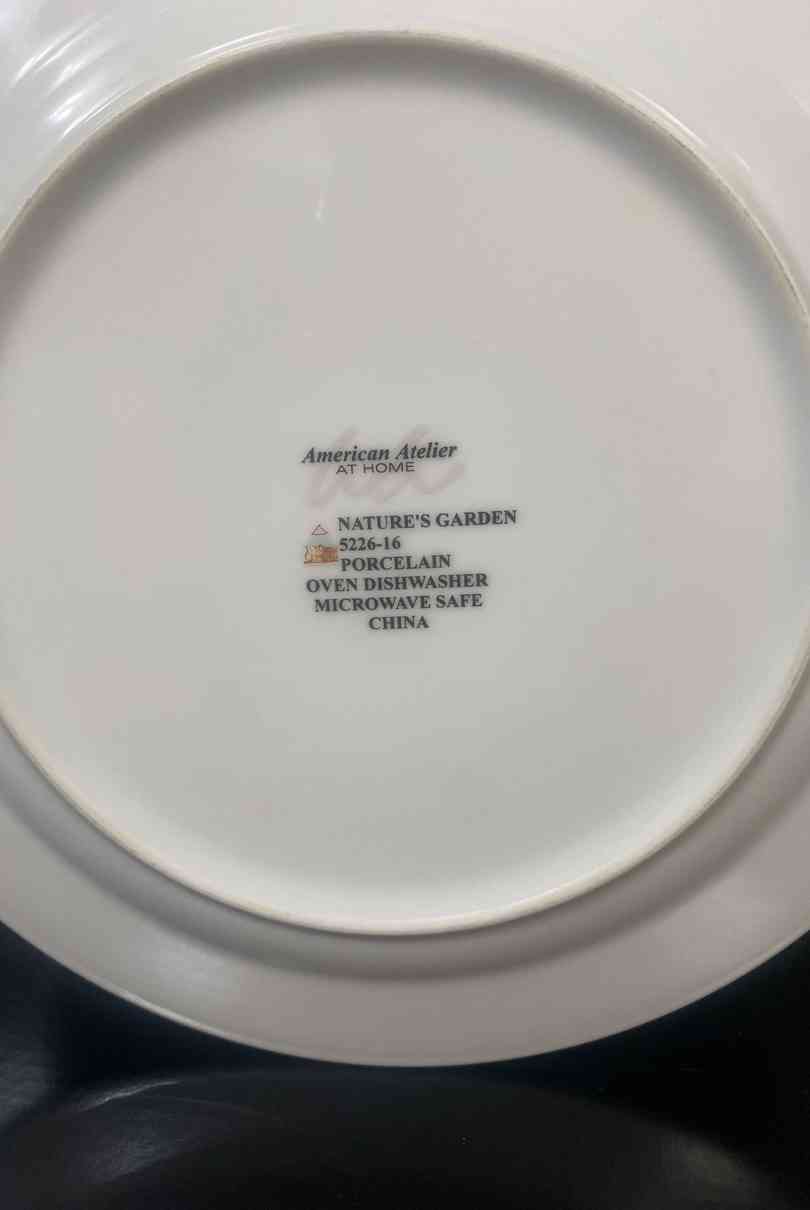 American Atelier
AT HOME
NATURE'S GARDEN
5226-16
PORCELAIN
OVEN DISHWASHER
MICROWAVE SAFE
CHINA